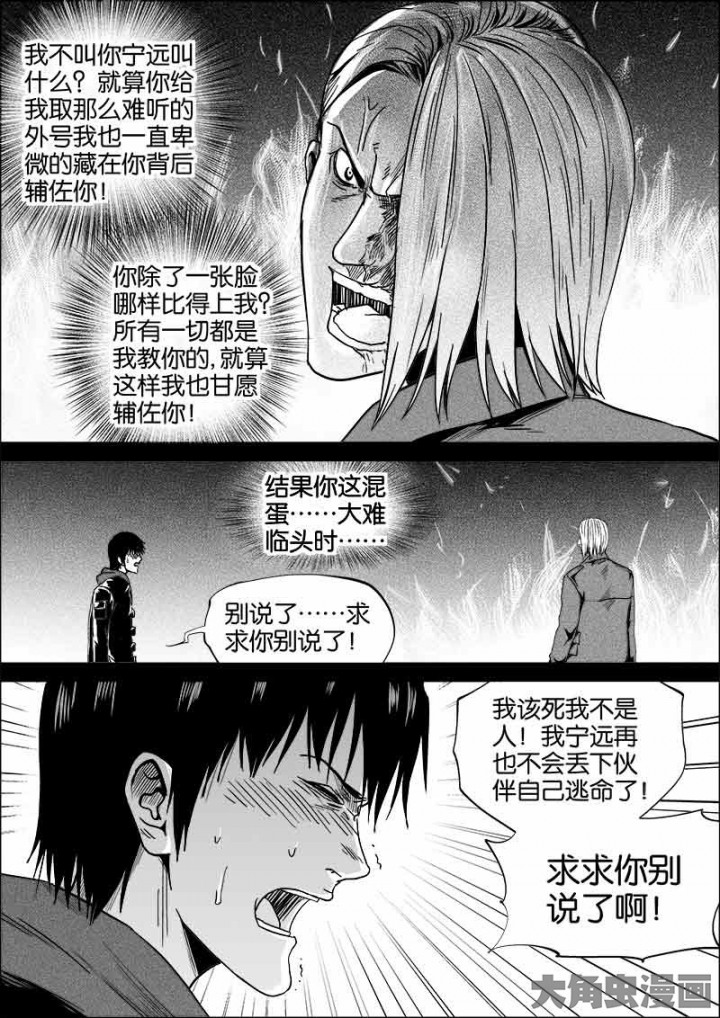 我不叫你宁远叫
什么？就算你给
我取那么难听的
外号我也一直卑
微的藏在你背后
辅佐你！
你除了一张脸
哪样比得上我？
所有一切都是
我教你的，就算
这样我也甘愿
辅佐你！
结果你这混
蛋……大难
临头时……
别说了……求
求你别说了！
我该死我不是
人！我宁远再
也不会丢下伙
伴自己逃命了！
求求你别
说了啊！
大角虫漫画